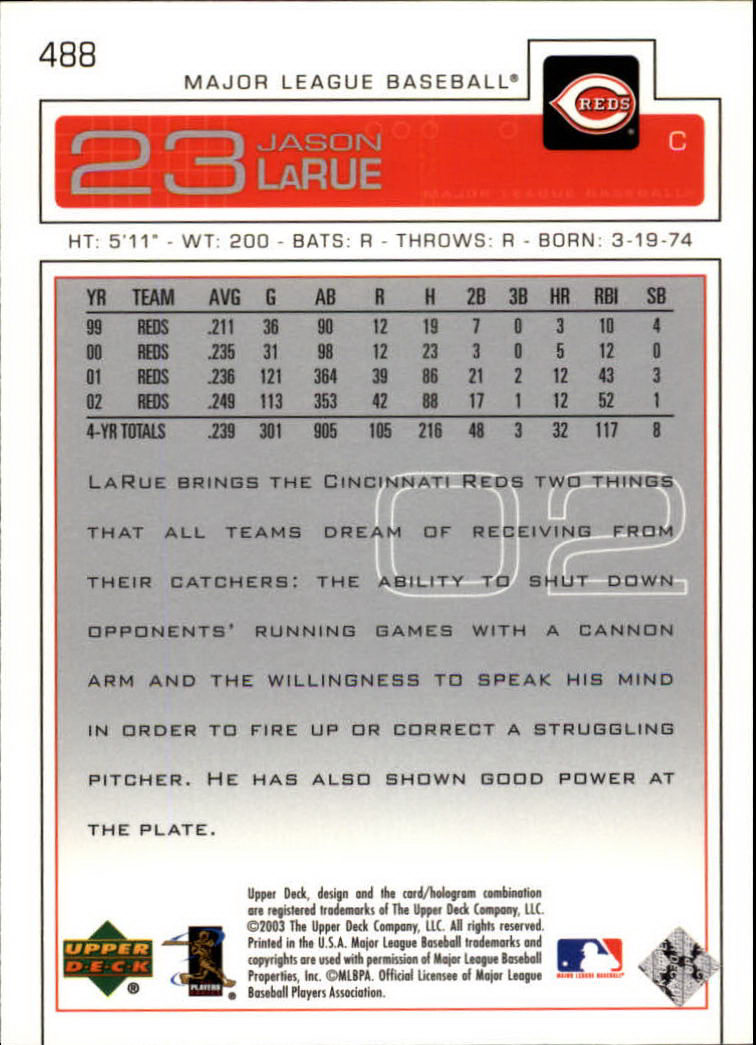 488
MAJOR LEAGUE BASEBALL®
REDS
23 JASON LARUE
C
MAJOR LEAGUE BASEBALL
HT: 5'11" - WT: 200 - BATS: R - THROWS: R - BORN: 3-19-74
YR TEAM AVG G AB R H 2B 3B HR RBI SB
99 REDS .211 36 90 12 19 7 0 3 10 4
00 REDS .235 31 98 12 23 3 0 5 12 0
01 REDS .236 121 364 39 86 21 2 12 43 3
02 REDS .249 113 353 42 88 17 1 12 52 1
4-YR TOTALS .239 301 905 105 216 48 3 32 117 8
02
LARUE BRINGS THE CINCINNATI REDS TWO THINGS
THAT ALL TEAMS DREAM OF RECEIVING FROM
THEIR CATCHERS: THE ABILITY TO SHUT DOWN
OPPONENTS' RUNNING GAMES WITH A CANNON
ARM AND THE WILLINGNESS TO SPEAK HIS MIND
IN ORDER TO FIRE UP OR CORRECT A STRUGGLING
PITCHER. HE HAS ALSO SHOWN GOOD POWER AT
THE PLATE.
Upper Deck, design and the card/hologram combination
are registered trademarks of The Upper Deck Company, LLC.
©2003 The Upper Deck Company, LLC. All rights reserved.
Printed in the U.S.A. Major League Baseball trademarks and
copyrights are used with permission of Major League Baseball
Properties, Inc. ©MLBPA. Official Licensee of Major League
Baseball Players Association.
UPPER
DECK
®
PLAYERS
CHOICE
®
MAJOR LEAGUE BASEBALL